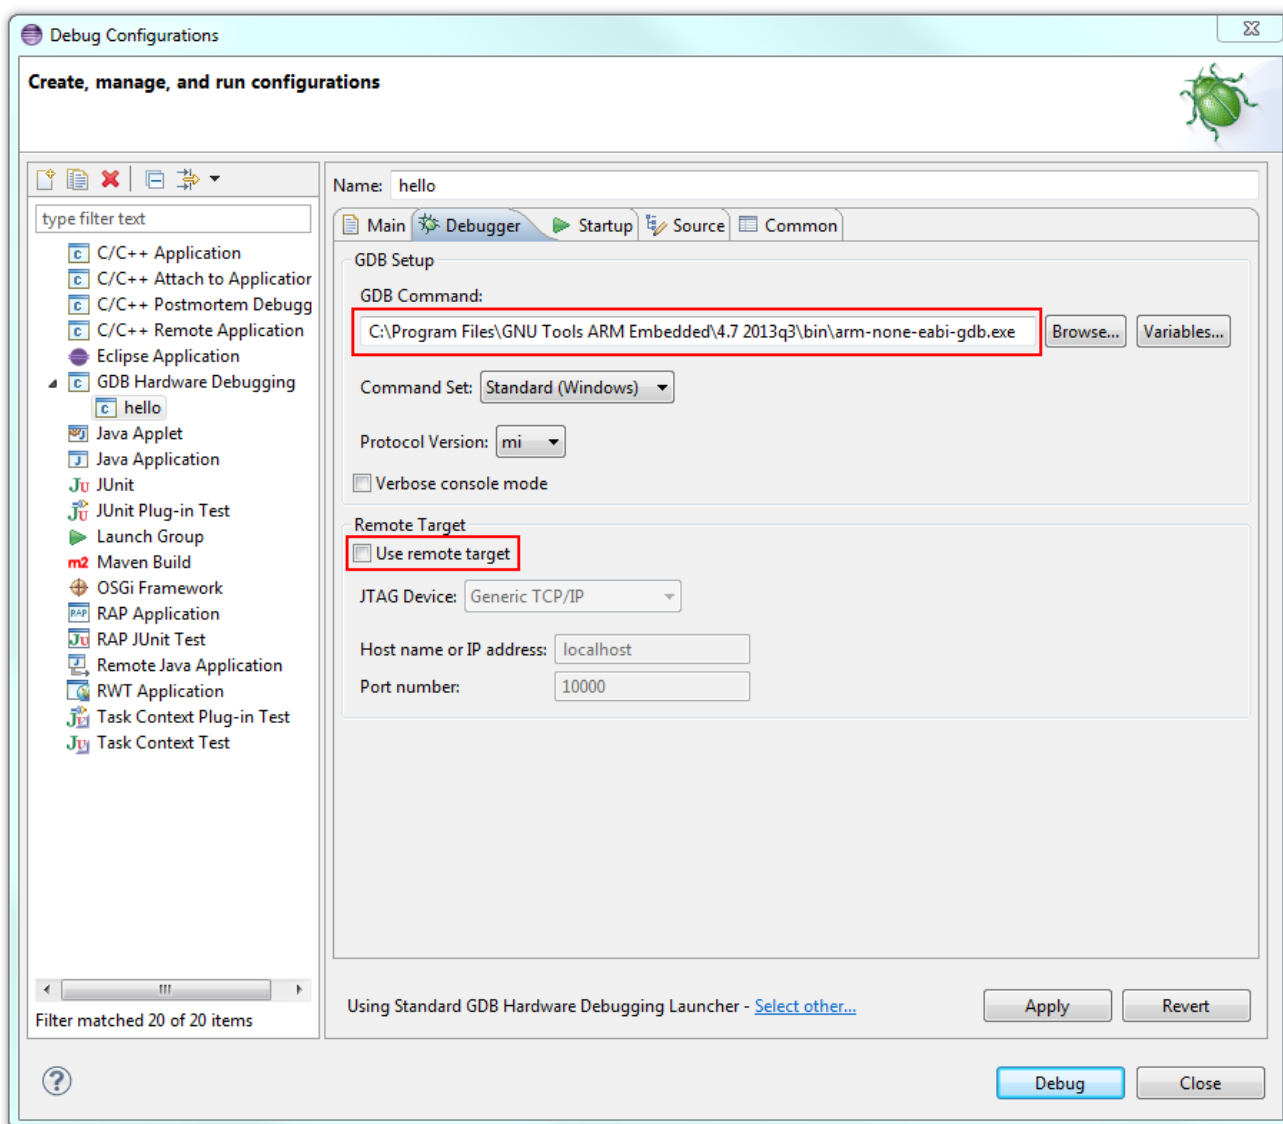 Debug Configurations
Create, manage, and run configurations
type filter text
C/C++ Application
C/C++ Attach to Application
C/C++ Postmortem Debugg
C/C++ Remote Application
Eclipse Application
GDB Hardware Debugging
hello
Java Applet
Java Application
JUnit
JUnit Plug-in Test
Launch Group
m2 Maven Build
OSGi Framework
RAP RAP Application
RAP JUnit Test
Remote Java Application
RWT Application
Task Context Plug-in Test
Task Context Test
Filter matched 20 of 20 items
Name: hello
Main Debugger Startup Source Common
GDB Setup
GDB Command:
C:\Program Files\GNU Tools ARM Embedded\4.7 2013q3\bin\arm-none-eabi-gdb.exe Browse... Variables...
Command Set: Standard (Windows)
Protocol Version: mi
Verbose console mode
Remote Target
Use remote target
JTAG Device: Generic TCP/IP
Host name or IP address: localhost
Port number: 10000
Using Standard GDB Hardware Debugging Launcher - Select other...
Apply Revert
Debug Close